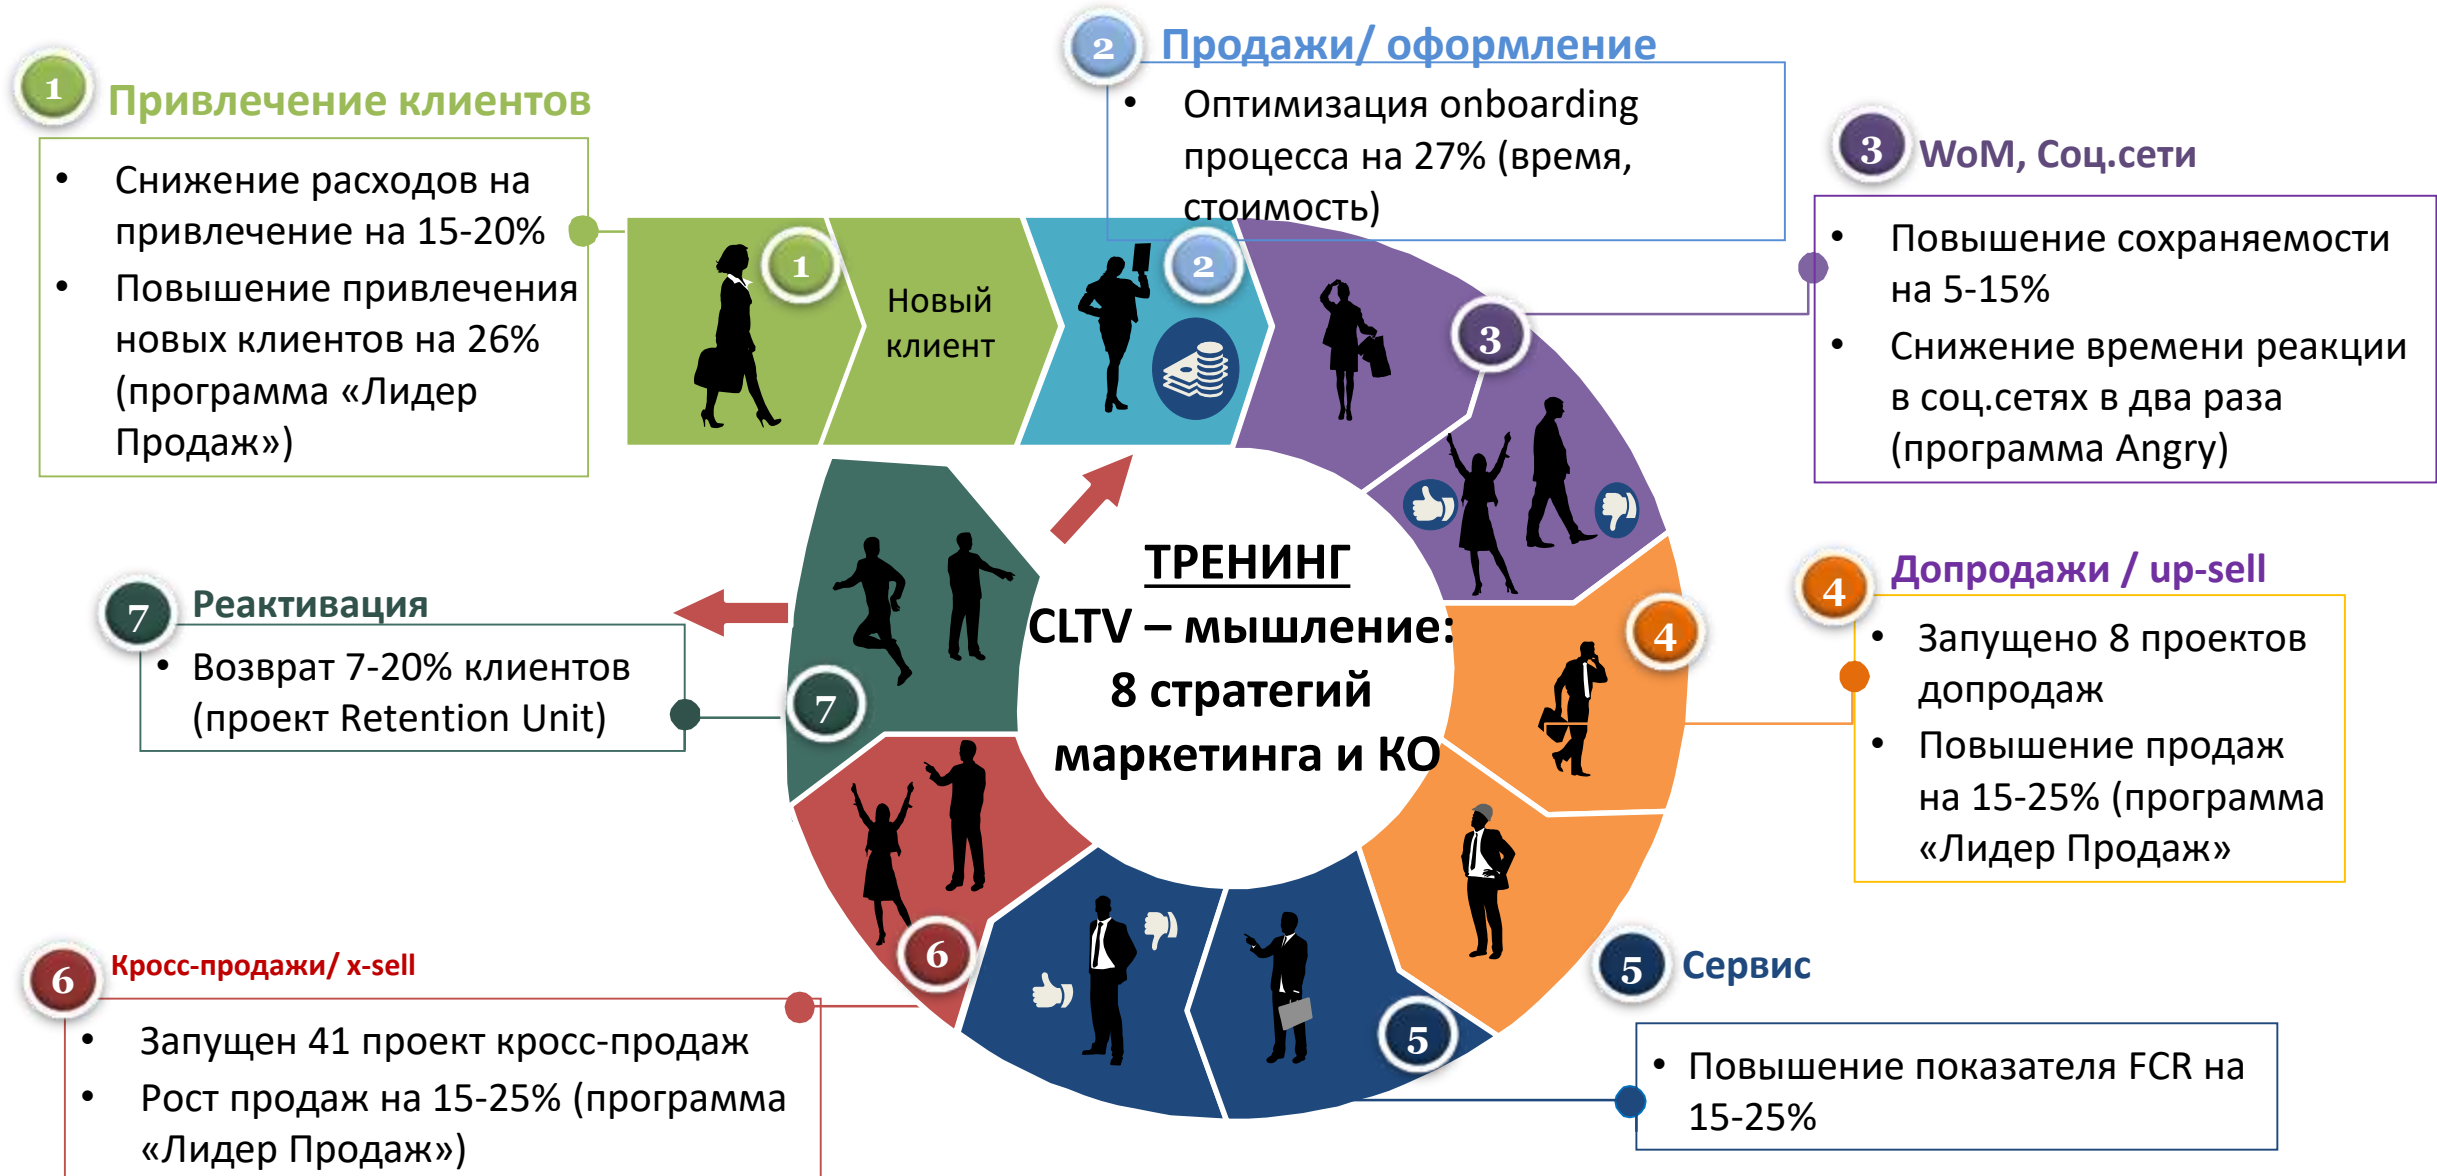 1
Привлечение клиентов
• Снижение расходов на
привлечение на 15-20%
• Повышение привлечения
новых клиентов на 26%
(программа «Лидер
Продаж»)
2
Продажи/ оформление
• Оптимизация onboarding
процесса на 27% (время,
стоимость)
3
WoM, Соц.сети
• Повышение сохраняемости
на 5-15%
• Снижение времени реакции
в соц.сетях в два раза
(программа Angry)
1
Новый
клиент
2
3
4
5
6
7
ТРЕНИНГ
CLTV – мышление:
8 стратегий
маркетинга и КО
4
Допродажи / up-sell
• Запущено 8 проектов
допродаж
• Повышение продаж
на 15-25% (программа
«Лидер Продаж»
5
Сервис
• Повышение показателя FCR на
15-25%
6
Кросс-продажи/ x-sell
• Запущен 41 проект кросс-продаж
• Рост продаж на 15-25% (программа
«Лидер Продаж»)
7
Реактивация
• Возврат 7-20% клиентов
(проект Retention Unit)